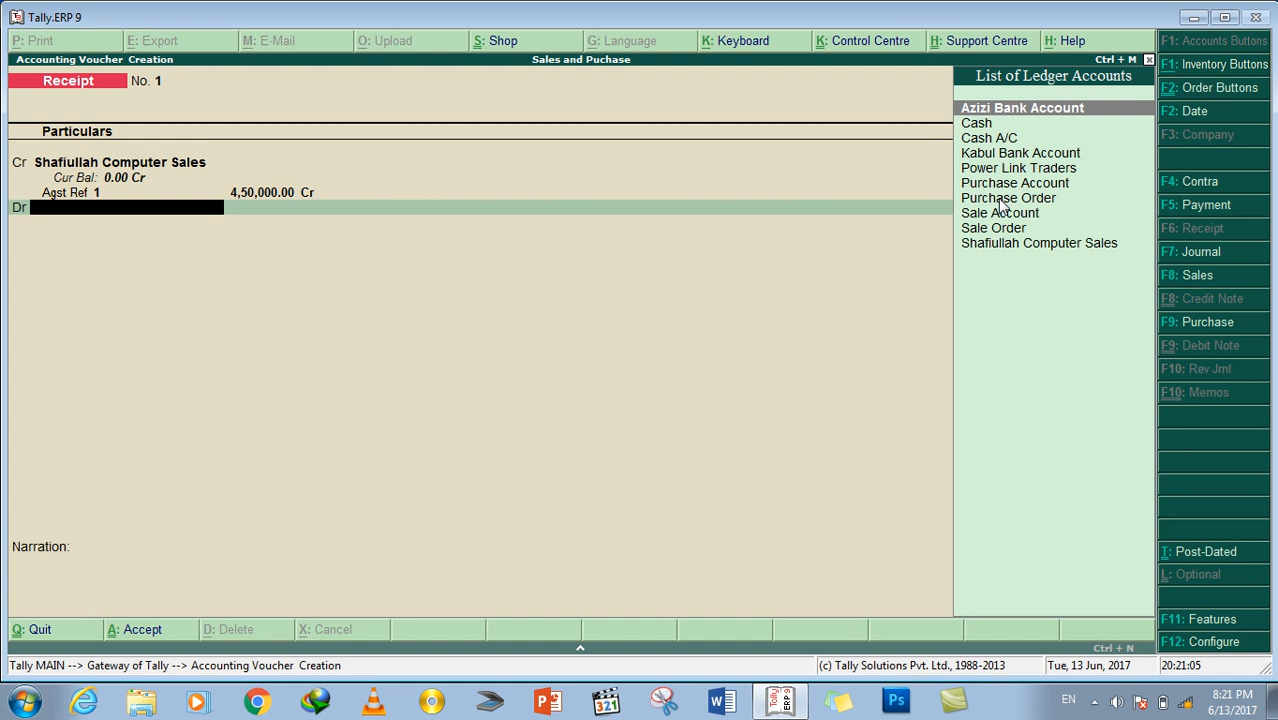 Tally.ERP 9
P: Print E: Export M: E-Mail O: Upload S: Shop G: Language K: Keyboard K: Control Centre H: Support Centre H: Help
Accounting Voucher Creation Sales and Puchase Ctrl + M
Receipt No. 1
Particulars
Cr Shafiullah Computer Sales
Cur Bal: 0.00 Cr
Agst Ref 1 4,50,000.00 Cr
Dr
Narration:
List of Ledger Accounts
Azizi Bank Account
Cash
Cash A/C
Kabul Bank Account
Power Link Traders
Purchase Account
Purchase Order
Sale Account
Sale Order
Shafiullah Computer Sales
F1: Accounts Buttons
F1: Inventory Buttons
F2: Order Buttons
F2: Date
F3: Company
F4: Contra
F5: Payment
F6: Receipt
F7: Journal
F8: Sales
F8: Credit Note
F9: Purchase
F9: Debit Note
F10: Rev Jrnl
F10: Memos
T: Post-Dated
L: Optional
F11: Features
F12: Configure
Q: Quit A: Accept D: Delete X: Cancel
Ctrl + N
Tally MAIN --> Gateway of Tally --> Accounting Voucher Creation (c) Tally Solutions Pvt. Ltd., 1988-2013 Tue, 13 Jun, 2017 20:21:05
EN 8:21 PM
6/13/2017